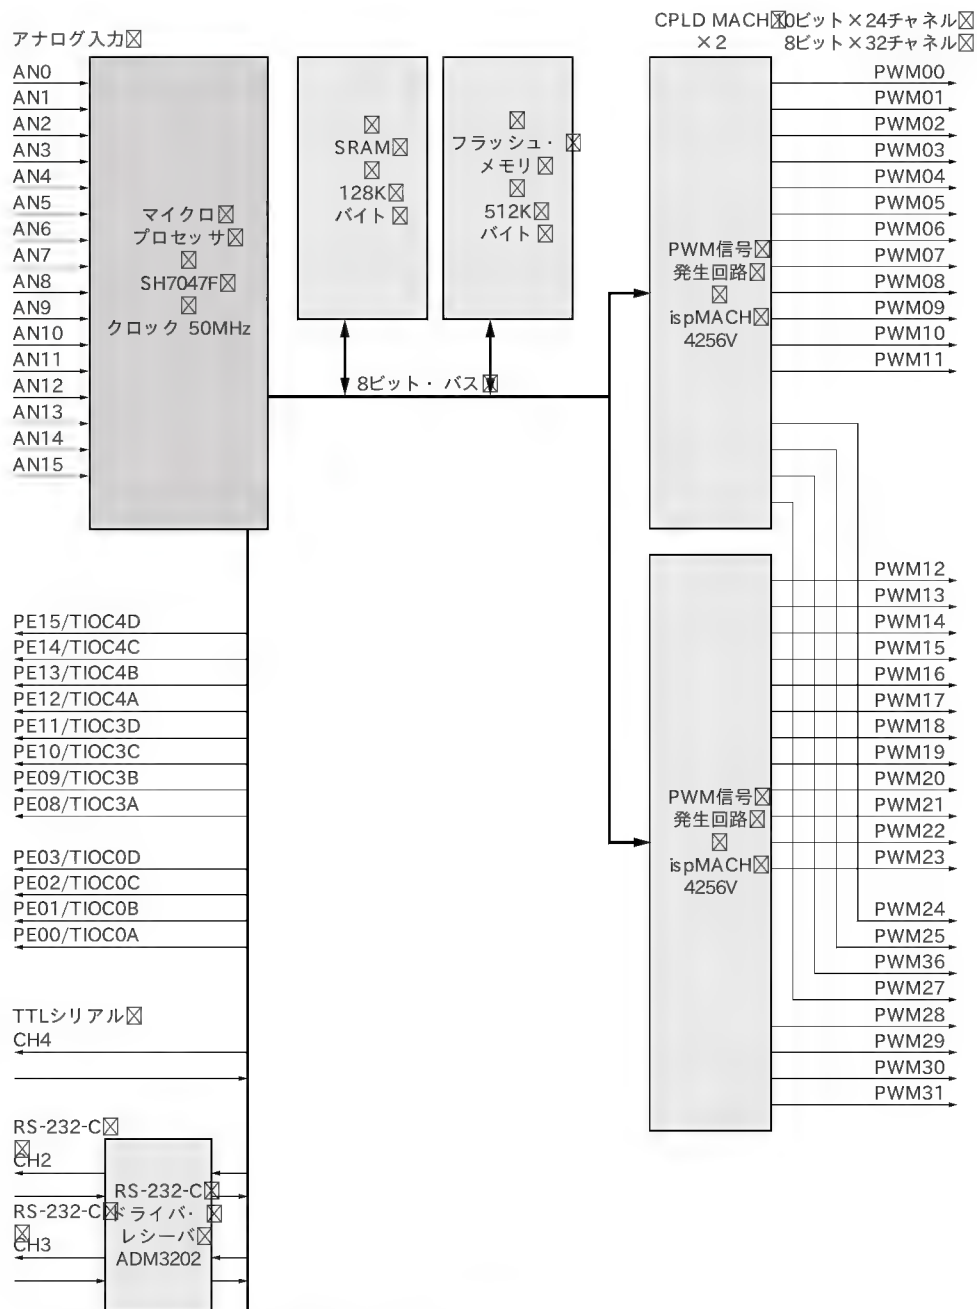 アナログ入力
AN0
AN1
AN2
AN3
AN4
AN5
AN6
AN7
AN8
AN9
AN10
AN11
AN12
AN13
AN14
AN15
マイクロ
プロセッサ
SH7047F
クロック 50MHz
SRAM
128K
バイト
フラッシュ・
メモリ
512K
バイト
8ビット・バス
CPLD MACH
×2
10ビット×24チャネル
8ビット×32チャネル
PWM信号
発生回路
ispMACH
4256V
PWM00
PWM01
PWM02
PWM03
PWM04
PWM05
PWM06
PWM07
PWM08
PWM09
PWM10
PWM11
PWM信号
発生回路
ispMACH
4256V
PWM12
PWM13
PWM14
PWM15
PWM16
PWM17
PWM18
PWM19
PWM20
PWM21
PWM22
PWM23
PWM24
PWM25
PWM36
PWM27
PWM28
PWM29
PWM30
PWM31
PE15/TIOC4D
PE14/TIOC4C
PE13/TIOC4B
PE12/TIOC4A
PE11/TIOC3D
PE10/TIOC3C
PE09/TIOC3B
PE08/TIOC3A
PE03/TIOC0D
PE02/TIOC0C
PE01/TIOC0B
PE00/TIOC0A
TTLシリアル
CH4
RS-232-C
CH2
RS-232-C
CH3
RS-232-C
ドライバ・
レシーバ
ADM3202